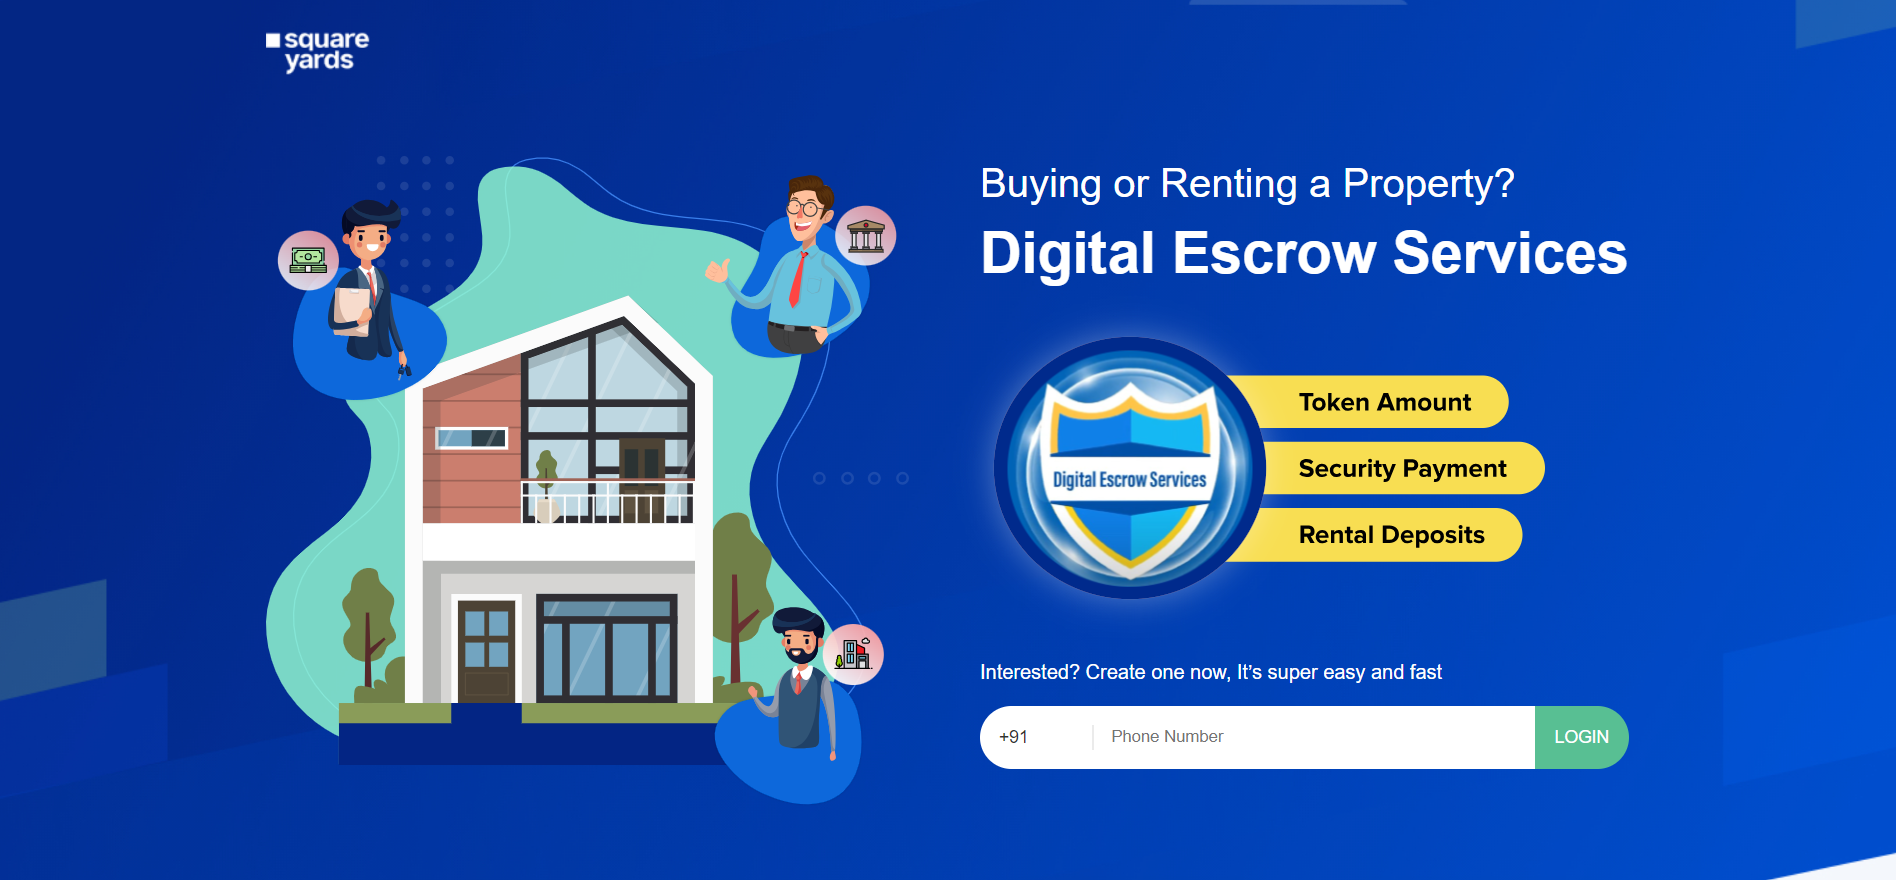 square
yards
Buying or Renting a Property?
Digital Escrow Services
Digital Escrow Services
Token Amount
Security Payment
Rental Deposits
Interested? Create one now, It's super easy and fast
+91
Phone Number
LOGIN